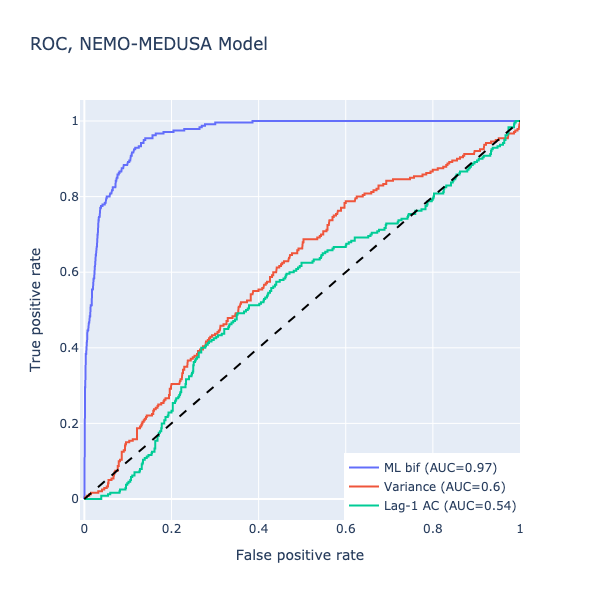 ROC, NEMO-MEDUSA Model
True positive rate
1
0.8
0.6
0.4
0.2
0
0
0.2
0.4
0.6
0.8
1
False positive rate
ML bif (AUC=0.97)
Variance (AUC=0.6)
Lag-1 AC (AUC=0.54)